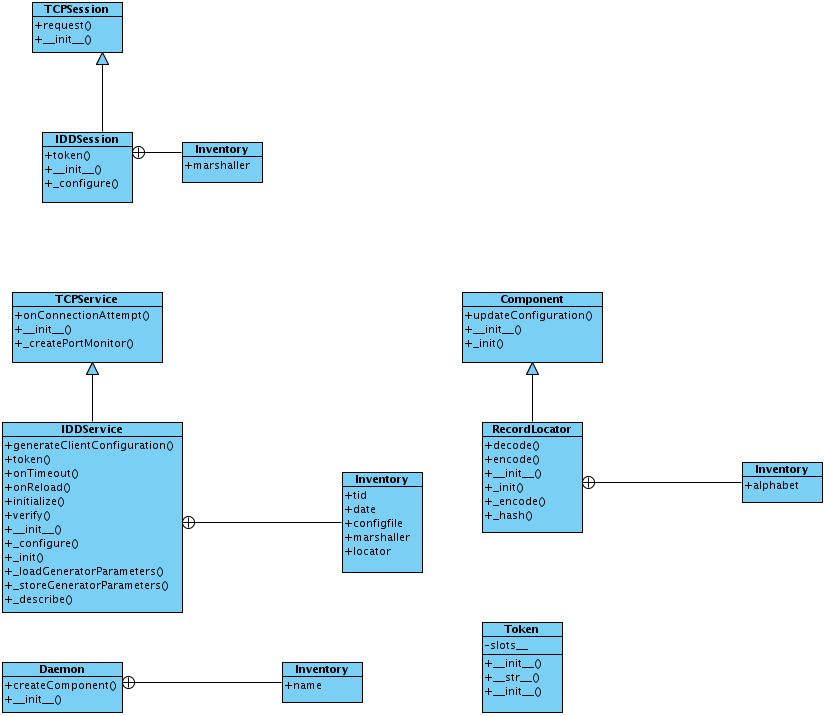 TCPSession
+request()
+__init__()
IDDSession
+token()
+__init__()
+_configure()
Inventory
+marshaller
TCPService
+onConnectionAttempt()
+__init__()
+_createPortMonitor()
Component
+updateConfiguration()
+__init__()
+_init()
IDDService
+generateClientConfiguration()
+token()
+onTimeout()
+onReload()
+initialize()
+verify()
+__init__()
+_configure()
+_init()
+_loadGeneratorParameters()
+_storeGeneratorParameters()
+_describe()
Inventory
+tid
+date
+configfile
+marshaller
+locator
RecordLocator
+decode()
+encode()
+__init__()
+_init()
+_encode()
+_hash()
Inventory
+alphabet
Daemon
+createComponent()
+__init__()
Inventory
+name
Token
-slots__
+__init__()
+__str__()
+__init__()